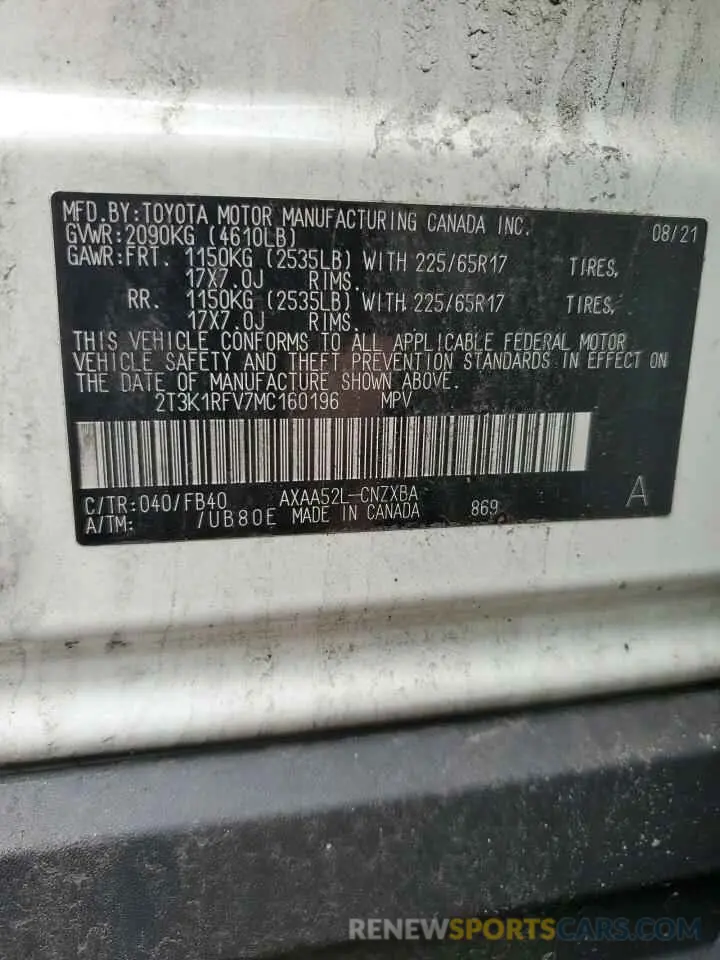 MFD.BY:TOYOTA MOTOR MANUFACTURING CANADA INC. 08/21
GVWR:2090KG (4610LB)
GAWR:FRT. 1150KG (2535LB) WITH 225/65R17 TIRES,
17X7.0J RIMS.
RR. 1150KG (2535LB) WITH 225/65R17 TIRES,
17X7.0J RIMS.
THIS VEHICLE CONFORMS TO ALL APPLICABLE FEDERAL MOTOR
VEHICLE SAFETY AND THEFT PREVENTION STANDARDS IN EFFECT ON
THE DATE OF MANUFACTURE SHOWN ABOVE.
2T3K1RFV7MC160196 MPV
C/TR:040/FB40 AXAA52L-CNZXBA A
A/TM: /UB80E MADE IN CANADA 869
RENEWSPORTSCARS.COM